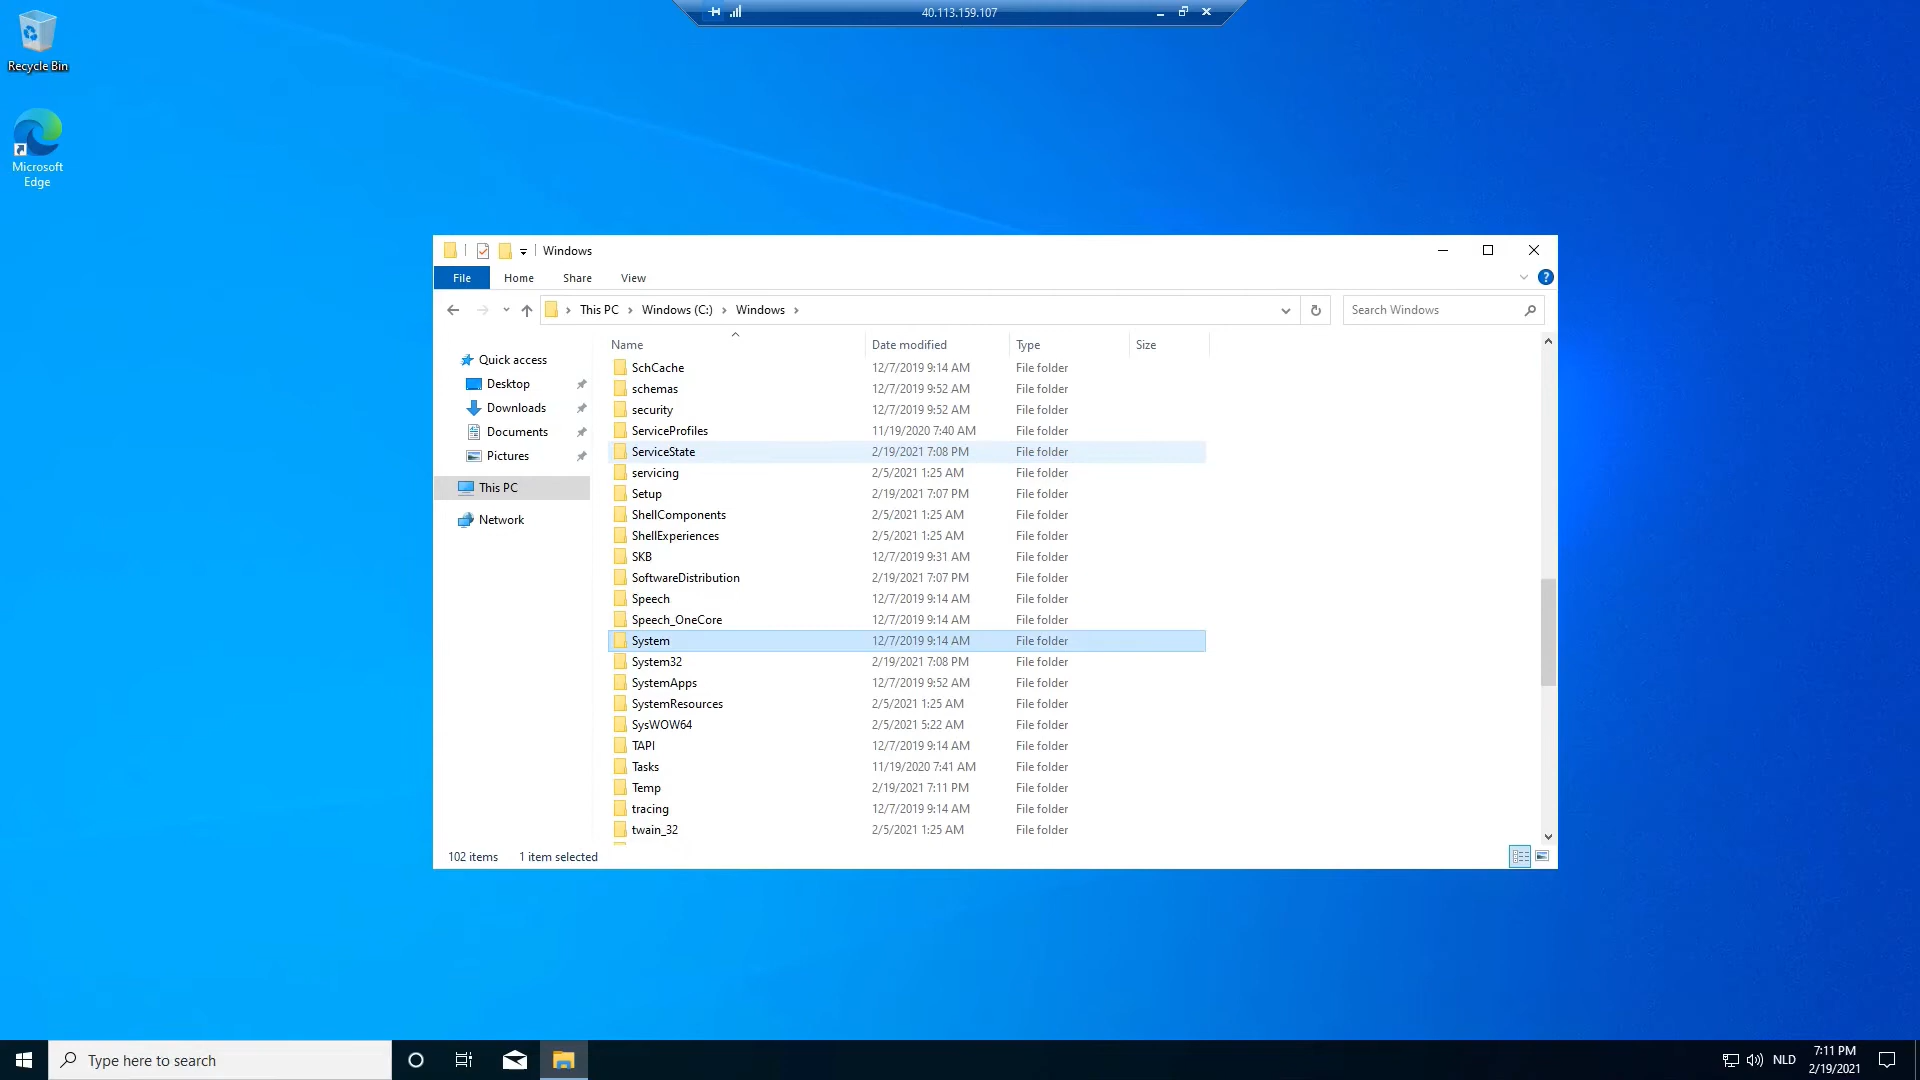 40.113.159.107
Recycle Bin
Microsoft
Edge
Windows
File Home Share View
This PC Windows (C:) Windows
Search Windows
Name Date modified Type Size
Quick access
Desktop
Downloads
Documents
Pictures
This PC
Network
SchCache 12/7/2019 9:14 AM File folder
schemas 12/7/2019 9:52 AM File folder
security 12/7/2019 9:52 AM File folder
ServiceProfiles 11/19/2020 7:40 AM File folder
ServiceState 2/19/2021 7:08 PM File folder
servicing 2/5/2021 1:25 AM File folder
Setup 2/19/2021 7:07 PM File folder
ShellComponents 2/5/2021 1:25 AM File folder
ShellExperiences 2/5/2021 1:25 AM File folder
SKB 12/7/2019 9:31 AM File folder
SoftwareDistribution 2/19/2021 7:07 PM File folder
Speech 12/7/2019 9:14 AM File folder
Speech_OneCore 12/7/2019 9:14 AM File folder
System 12/7/2019 9:14 AM File folder
System32 2/19/2021 7:08 PM File folder
SystemApps 12/7/2019 9:52 AM File folder
SystemResources 2/5/2021 1:25 AM File folder
SysWOW64 2/5/2021 5:22 AM File folder
TAPI 12/7/2019 9:14 AM File folder
Tasks 11/19/2020 7:41 AM File folder
Temp 2/19/2021 7:11 PM File folder
tracing 12/7/2019 9:14 AM File folder
twain_32 2/5/2021 1:25 AM File folder
102 items 1 item selected
Type here to search
NLD
7:11 PM
2/19/2021